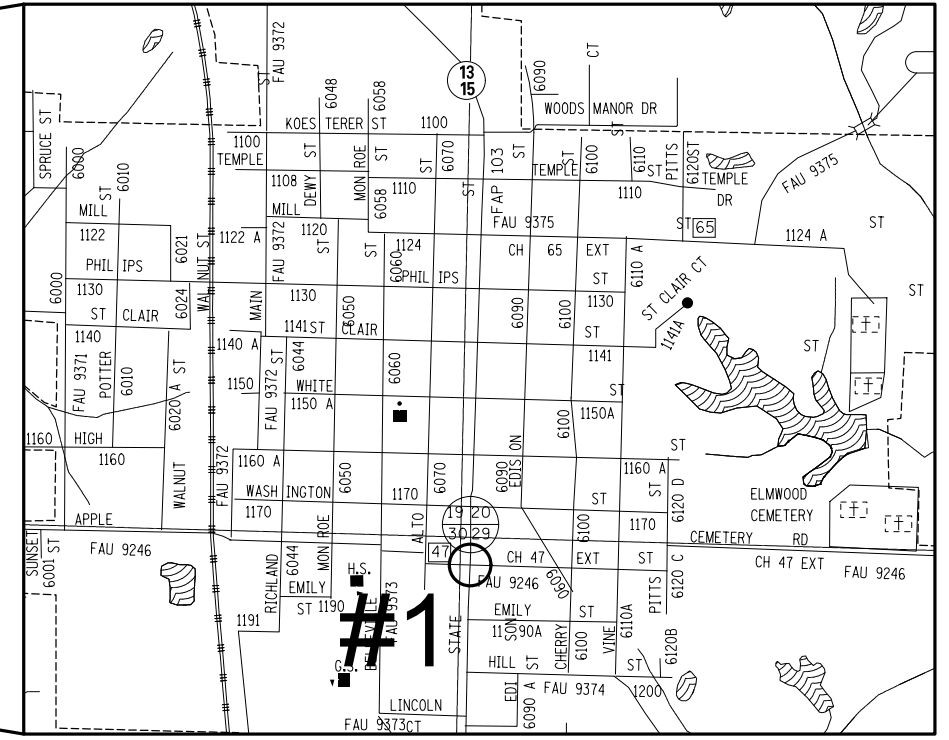 FAU 9372
ST
13
15
6048
6058
6090
CT
WOODS MANOR DR
ST
KOES TERER ST 1100
SPRUCE ST
6000
ST
6010
1100
TEMPLE
ST
DEWY
MON ROE
ST
ST
6070
ST
FAP 103
ST
TEMPLE ST
6100
6110
ST
PITTS
6120ST
TEMPLE
DR
FAU 9375
1108
6058
1110
1110
MILL
MILL
FAU 9375
ST 65
ST
1122
6021
WAL NUT ST
1122 A
FAU 9372
1120
ST
ST
1124
6060
CH 65 EXT
6110 A
1124 A
PHIL IPS
PHIL IPS
ST
ST CLAIR CT
ST
6000
1130
6024
MAIN
1130
6050
6090
6100
1130
ST CLAIR
1141 ST CLAIR
ST
1141A
ST
1140
1140 A
ST
6044
6060
1141
FAU 9371
POTTER
6010
6020 A ST
1150
FAU 9372
WHITE
ST
1150 A
6100
1150A
1160
HIGH
1160
WALNUT
FAU 9372
1160 A
6050
6070
6090
EDIS ON
ST
1160 A
ST
6120 D
WASH INGTON
1170
ST
ELMWOOD
CEMETERY
1170
ALTO
19 20
30 29
6100
1170
APPLE
CEMETERY RD
SUNSET
6001 ST
FAU 9246
RICHLAND
6044
MON ROE
47
CH 47 EXT
ST
PITTS
6120 C
CH 47 EXT
FAU 9246
H.S.
FAU 9246
6090
EMILY
ST 1190
BELLEVILLE
FAU 9373
EMILY ST
1191
#1
STATE
1190A
SON
CHERRY
6100
VINE
6110A
6120B
G.S.
HILL ST
ST
EDI
6090 A
FAU 9374
1200
LINCOLN
FAU 9373 CT